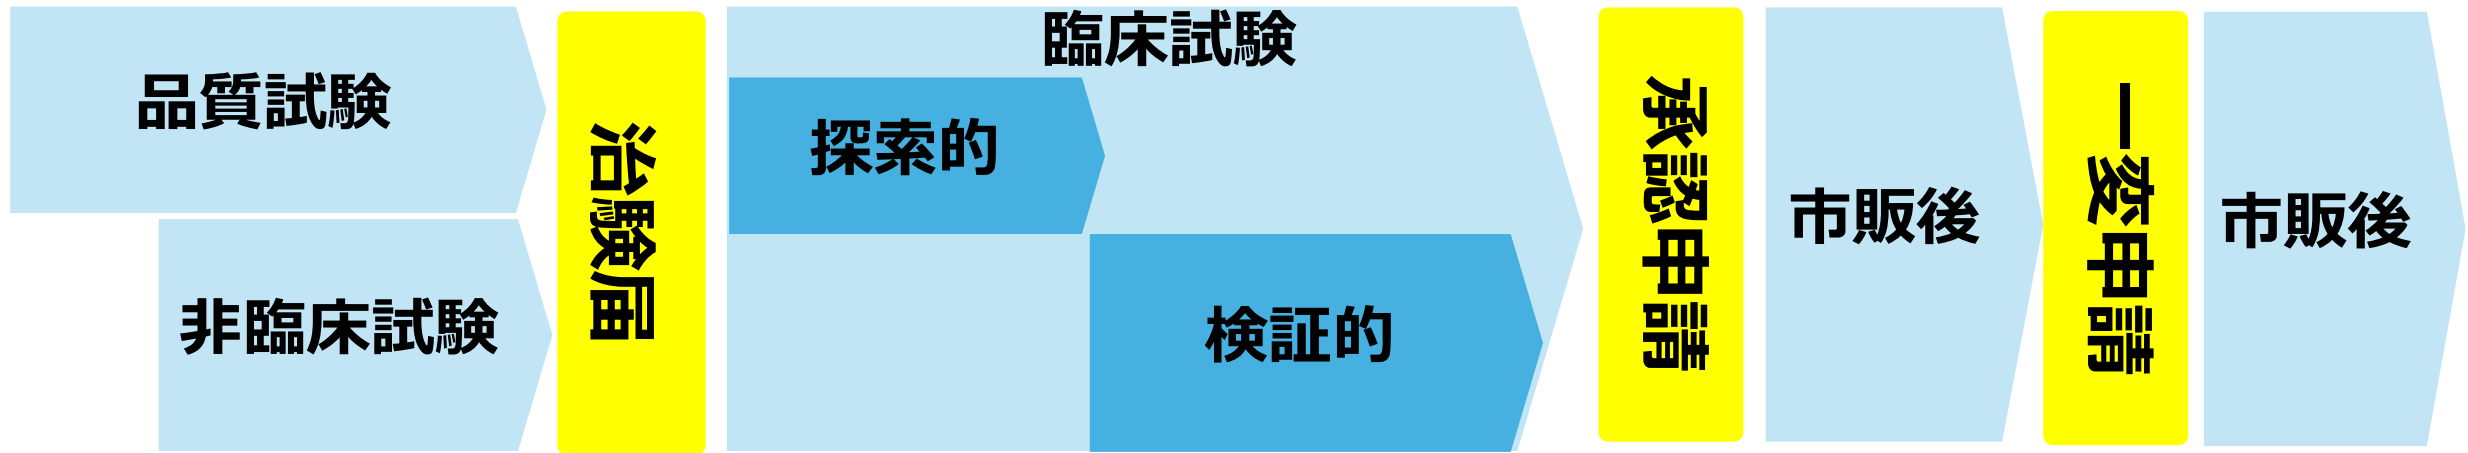 品質試験
非臨床試験
治験届
臨床試験
探索的
検証的
承認申請
市販後
一変申請
市販後